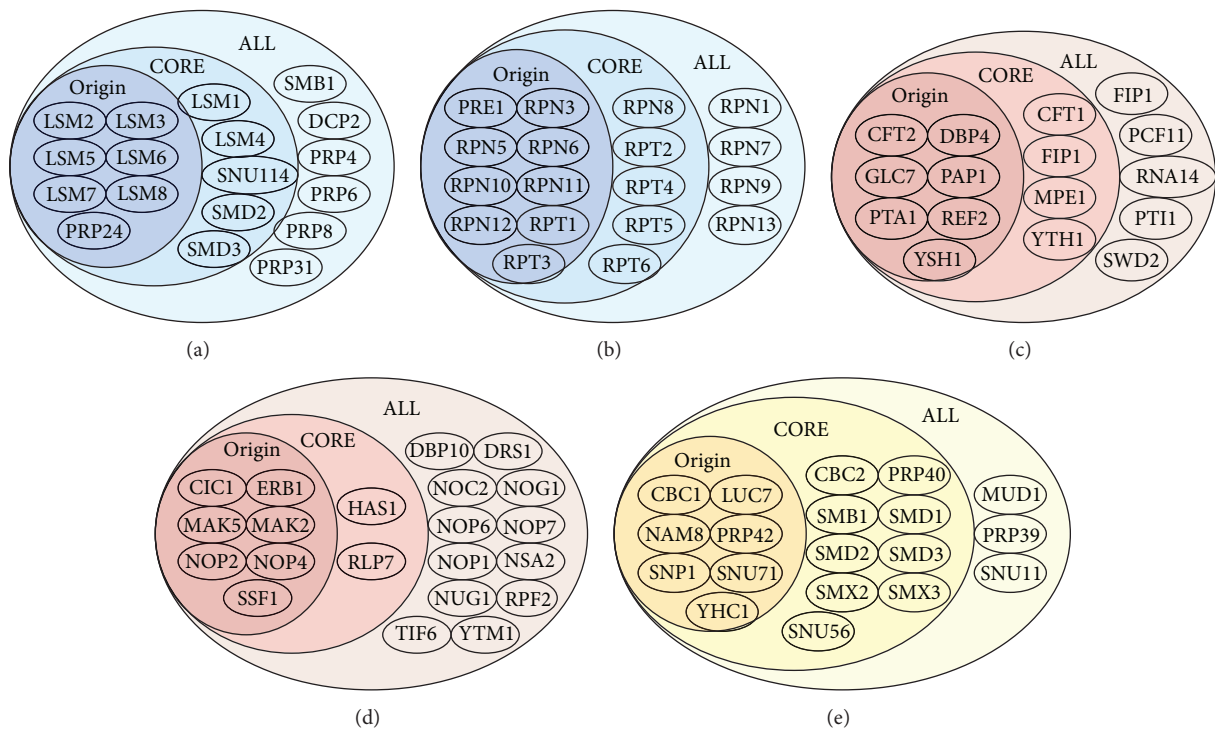 ALL
CORE
Origin
SMB1
LSM1
LSM2 LSM3
DCP2
LSM4
LSM5 LSM6
PRP4
SNU114
LSM7 LSM8
PRP6
SMD2
PRP24
PRP8
SMD3
PRP31
(a)
ALL
CORE
Origin
PRE1 RPN3 RPN8 RPN1
RPN5 RPN6 RPT2 RPN7
RPN10 RPN11 RPT4 RPN9
RPN12 RPT1 RPT5 RPN13
RPT3 RPT6
(b)
ALL
CORE
Origin
FIP1
CFT1
CFT2 DBP4
PCF11
FIP1
GLC7 PAP1
RNA14
MPE1
PTA1 REF2
PTI1
YTH1
YSH1
SWD2
(c)
ALL
CORE
Origin
DBP10 DRS1
CIC1 ERB1
NOC2 NOG1
HAS1
MAK5 MAK2
NOP6 NOP7
NOP2 NOP4
RLP7
NOP1 NSA2
SSF1
NUG1 RPF2
TIF6 YTM1
(d)
ALL
CORE
Origin
CBC2 PRP40
CBC1 LUC7
MUD1
SMB1 SMD1
NAM8 PRP42
PRP39
SMD2 SMD3
SNP1 SNU71
SNU11
SMX2 SMX3
YHC1
SNU56
(e)